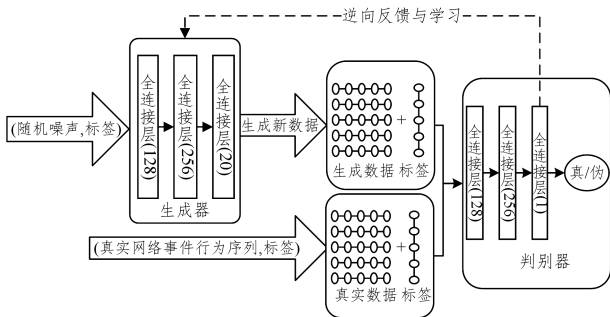 逆向反馈与学习
(随机噪声,标签)
全连接层(128)
全连接层(256)
全连接层(20)
生成器
生成新数据
+
生成数据 标签
(真实网络事件行为序列,标签)
+
真实数据 标签
全连接层(128)
全连接层(256)
全连接层(1)
真/伪
判别器